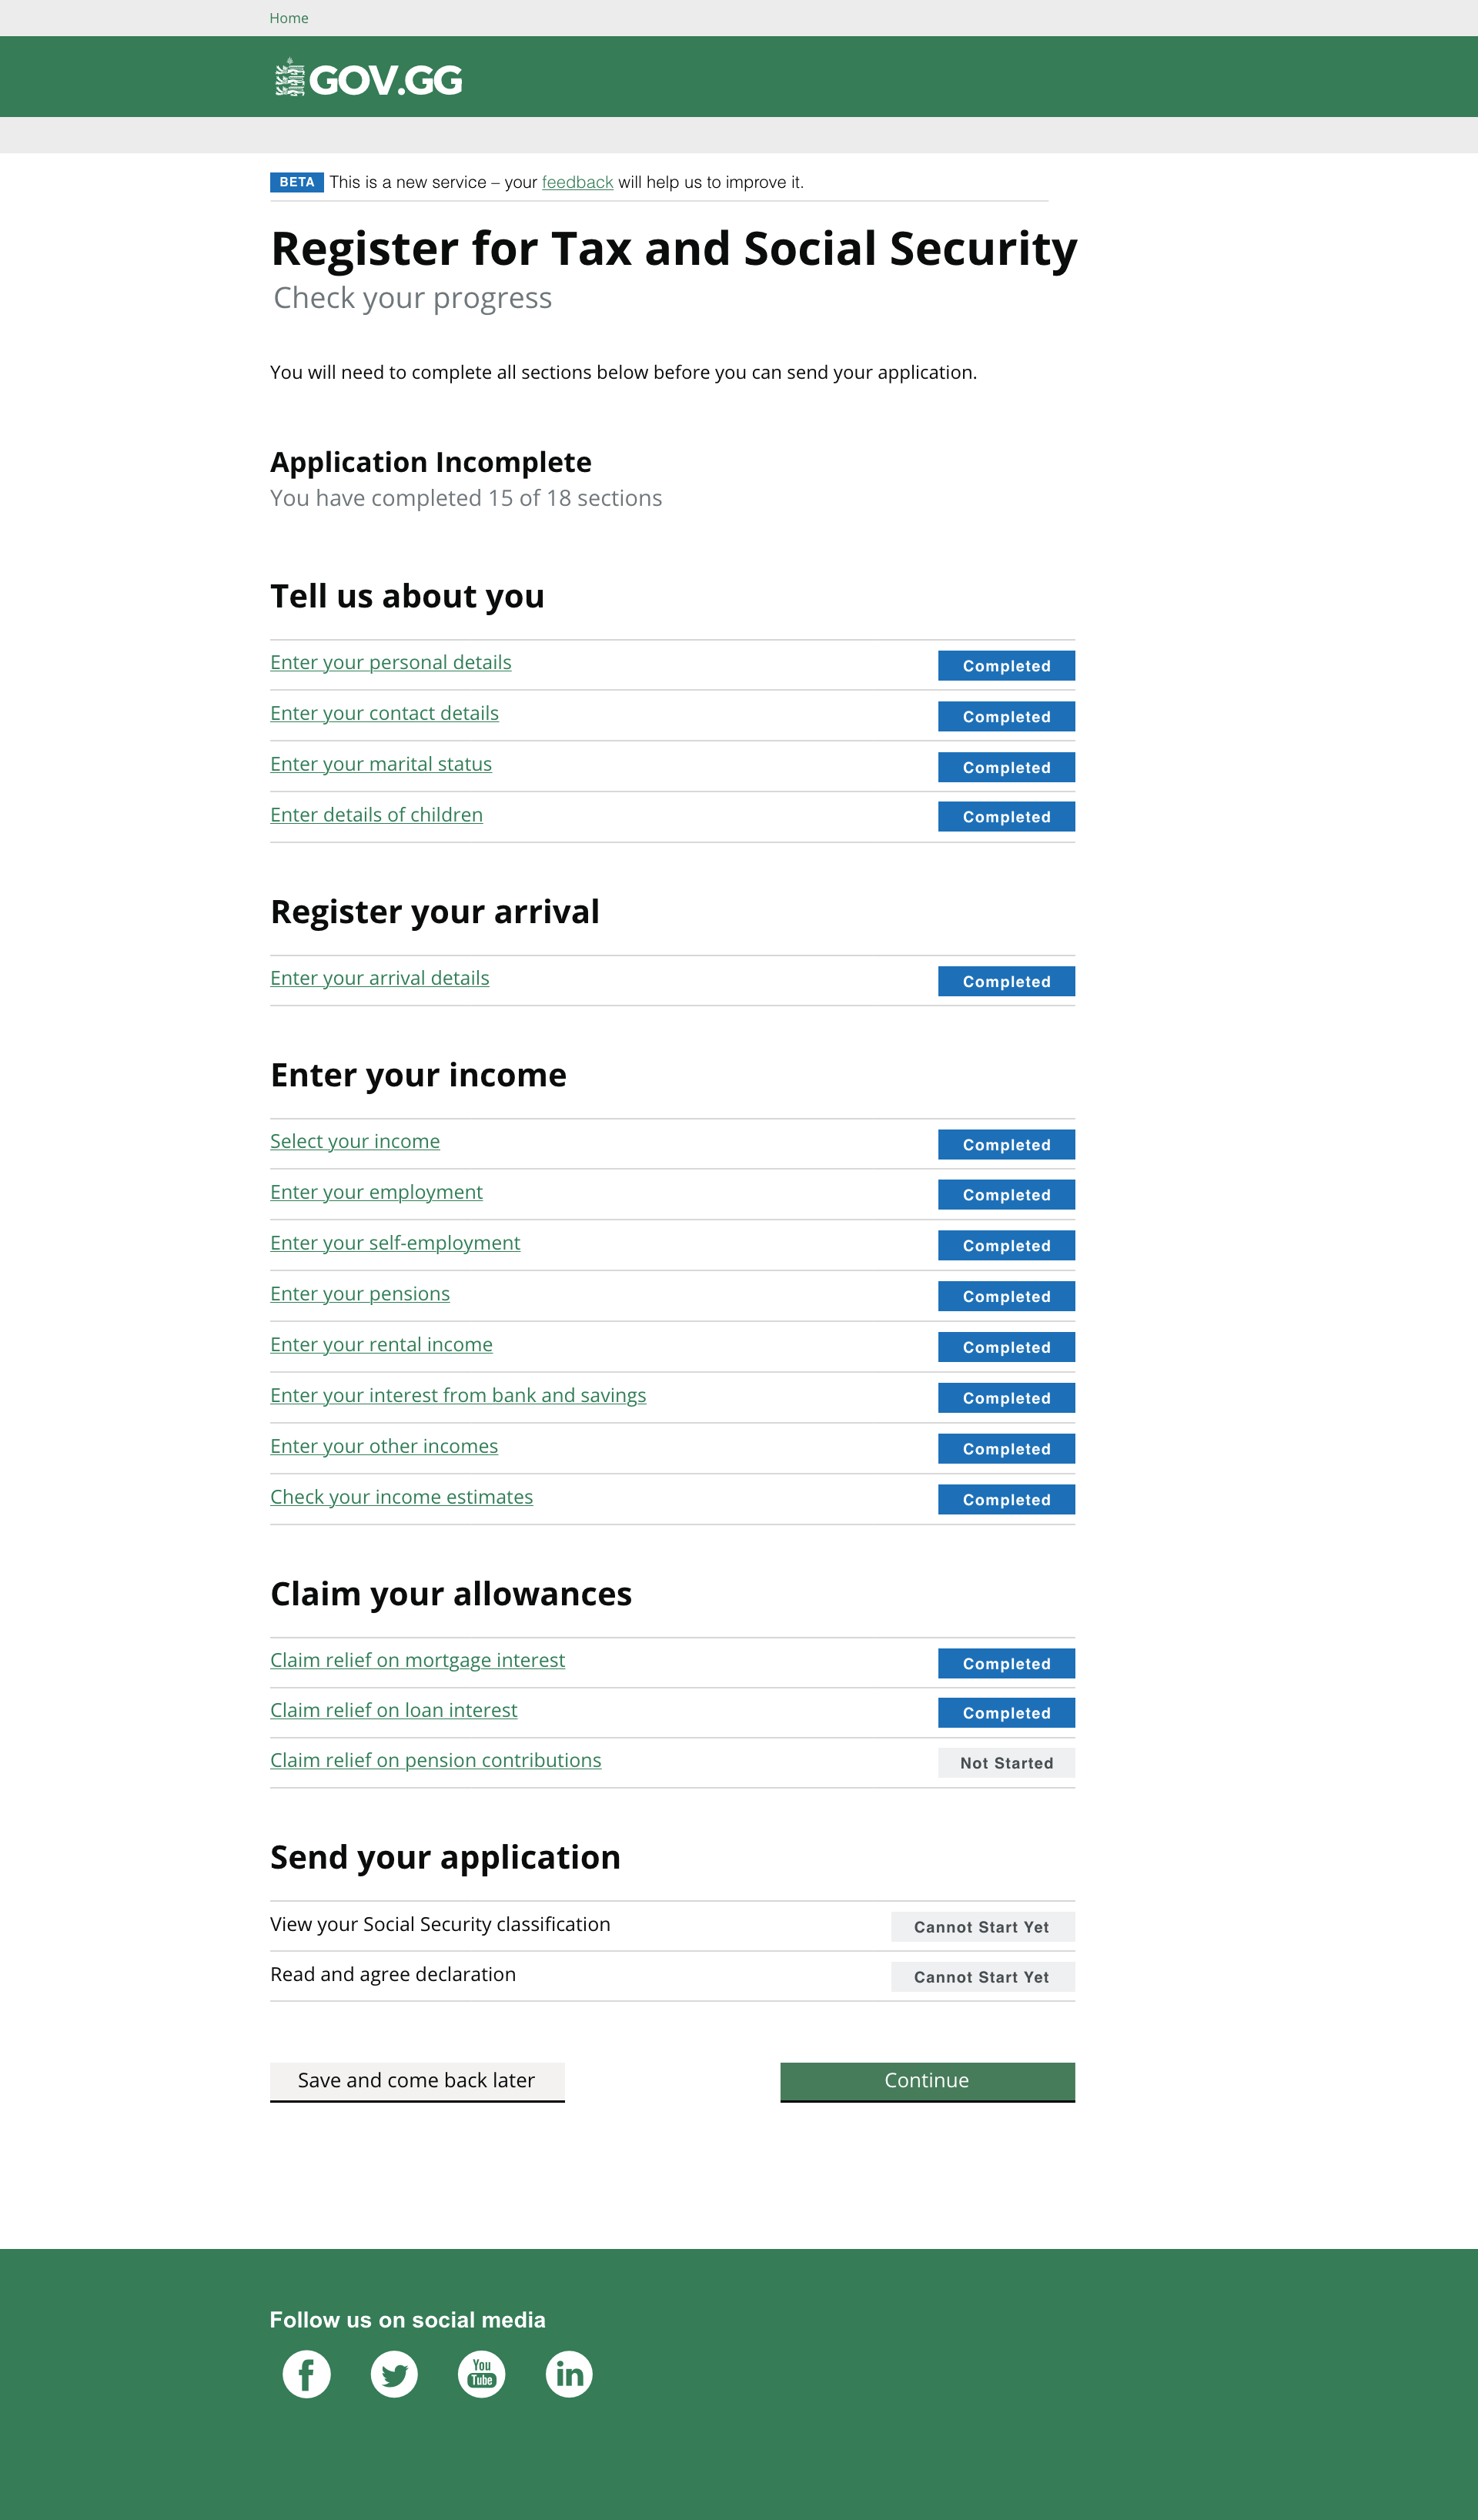 Home
GOV.GG
BETA This is a new service – your feedback will help us to improve it.
Register for Tax and Social Security
Check your progress
You will need to complete all sections below before you can send your application.
Application Incomplete
You have completed 15 of 18 sections
Tell us about you
Enter your personal details Completed
Enter your contact details Completed
Enter your marital status Completed
Enter details of children Completed
Register your arrival
Enter your arrival details Completed
Enter your income
Select your income Completed
Enter your employment Completed
Enter your self-employment Completed
Enter your pensions Completed
Enter your rental income Completed
Enter your interest from bank and savings Completed
Enter your other incomes Completed
Check your income estimates Completed
Claim your allowances
Claim relief on mortgage interest Completed
Claim relief on loan interest Completed
Claim relief on pension contributions Not Started
Send your application
View your Social Security classification Cannot Start Yet
Read and agree declaration Cannot Start Yet
Save and come back later Continue
Follow us on social media
f You Tube in